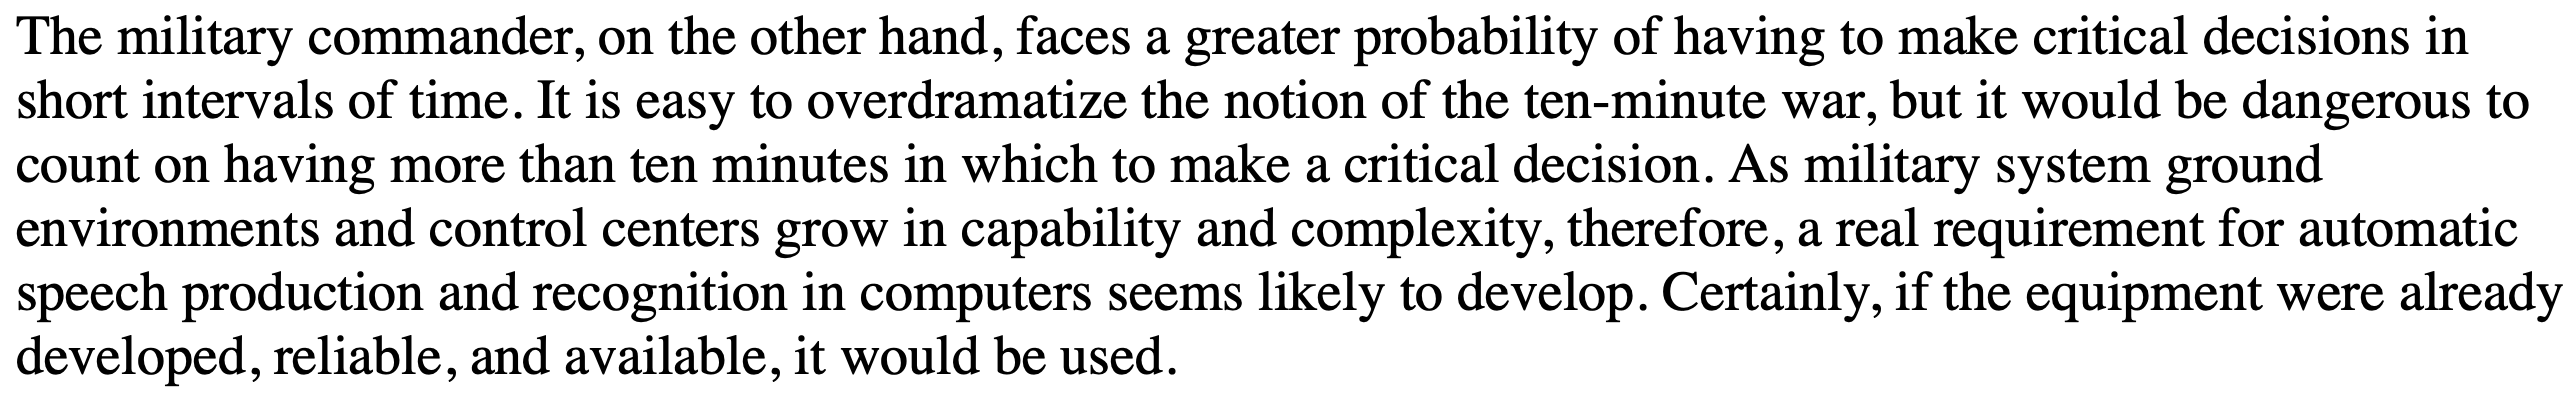 The military commander, on the other hand, faces a greater probability of having to make critical decisions in
short intervals of time. It is easy to overdramatize the notion of the ten-minute war, but it would be dangerous to
count on having more than ten minutes in which to make a critical decision. As military system ground
environments and control centers grow in capability and complexity, therefore, a real requirement for automatic
speech production and recognition in computers seems likely to develop. Certainly, if the equipment were already
developed, reliable, and available, it would be used.